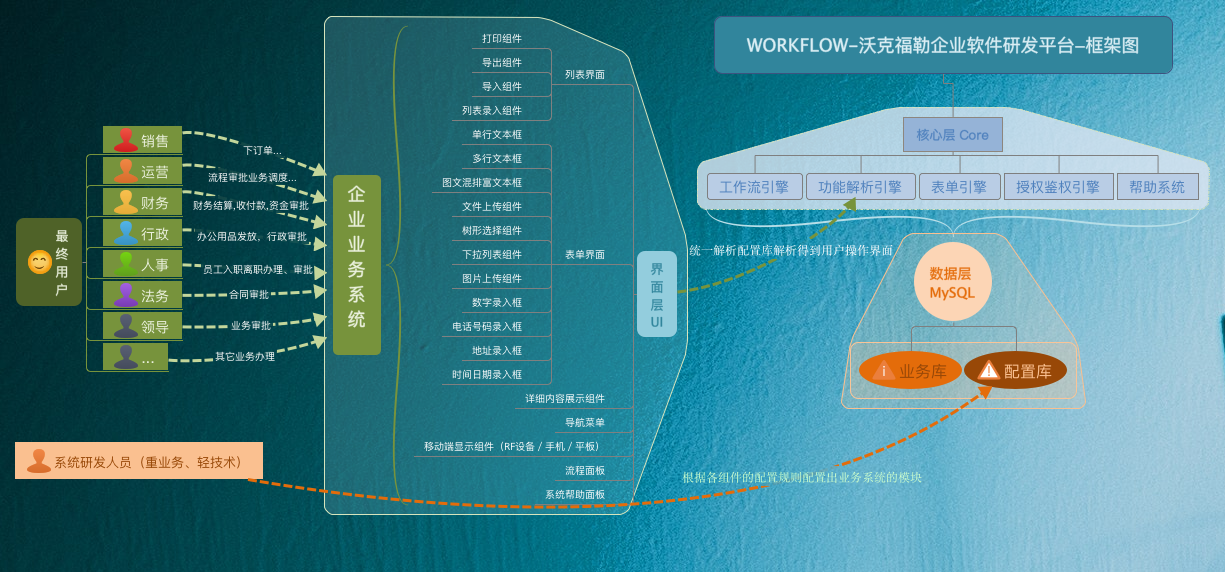 WORKFLOW-沃克福勒企业软件研发平台-框架图
核心层 Core
工作流引擎
功能解析引擎
表单引擎
授权鉴权引擎
帮助系统
统一解析配置库解析得到用户操作界面
数据层
MySQL
业务库
配置库
根据各组件的配置规则配置出业务系统的模块
最终用户
销售
运营
财务
行政
人事
法务
领导
...
下订单...
流程审批业务调度...
财务结算,收付款,资金审批
办公用品发放，行政审批
员工入职离职办理、审批
合同审批
业务审批
其它业务办理
企业业务系统
打印组件
导出组件
导入组件
列表录入组件
列表界面
单行文本框
多行文本框
图文混排富文本框
文件上传组件
树形选择组件
下拉列表组件
图片上传组件
数字录入框
电话号码录入框
地址录入框
时间日期录入框
表单界面
详细内容展示组件
导航菜单
移动端显示组件（RF设备 / 手机 / 平板）
流程面板
系统帮助面板
界面层UI
系统研发人员（重业务、轻技术）